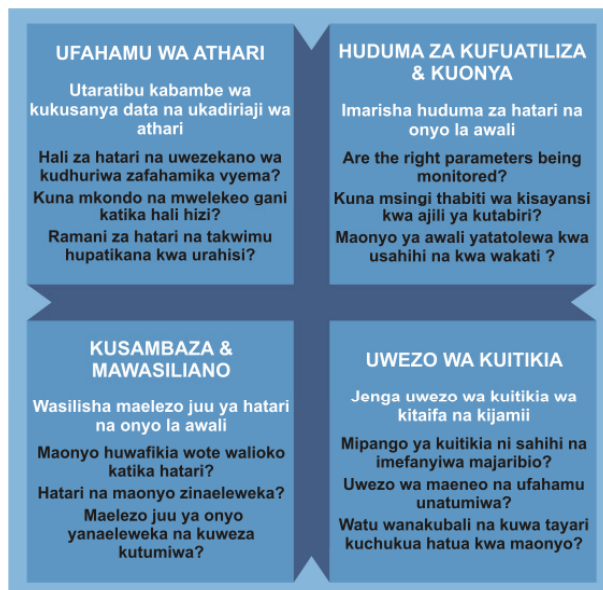 UFAHAMU WA ATHARI
Utaratibu kabambe wa
kukusanya data na ukadiriaji wa
athari
Hali za hatari na uwezekano wa
kudhuriwa zafahamika vyema?
Kuna mkondo na mwelekeo gani
katika hali hizi?
Ramani za hatari na takwimu
hupatikana kwa urahisi?
HUDUMA ZA KUFUATILIZA
& KUONYA
Imarisha huduma za hatari na
onyo la awali
Are the right parameters being
monitored?
Kuna msingi thabiti wa kisayansi
kwa ajili ya kutabiri?
Maonyo ya awali yatatolewa kwa
usahihi na kwa wakati ?
KUSAMBAZA &
MAWASILIANO
Wasilisha maelezo juu ya hatari
na onyo la awali
Maonyo huwafikia wote walioko
katika hatari?
Hatari na maonyo zinaeleweka?
Maelezo juu ya onyo
yanaeleweka na kuweza
kutumiwa?
UWEZO WA KUITIKIA
Jenga uwezo wa kuitikia wa
kitaifa na kijamii
Mipango ya kuitikia ni sahihi na
imefanyiwa majaribio?
Uwezo wa maeneo na ufahamu
unatumiwa?
Watu wanakubali na kuwa tayari
kuchukua hatua kwa maonyo?